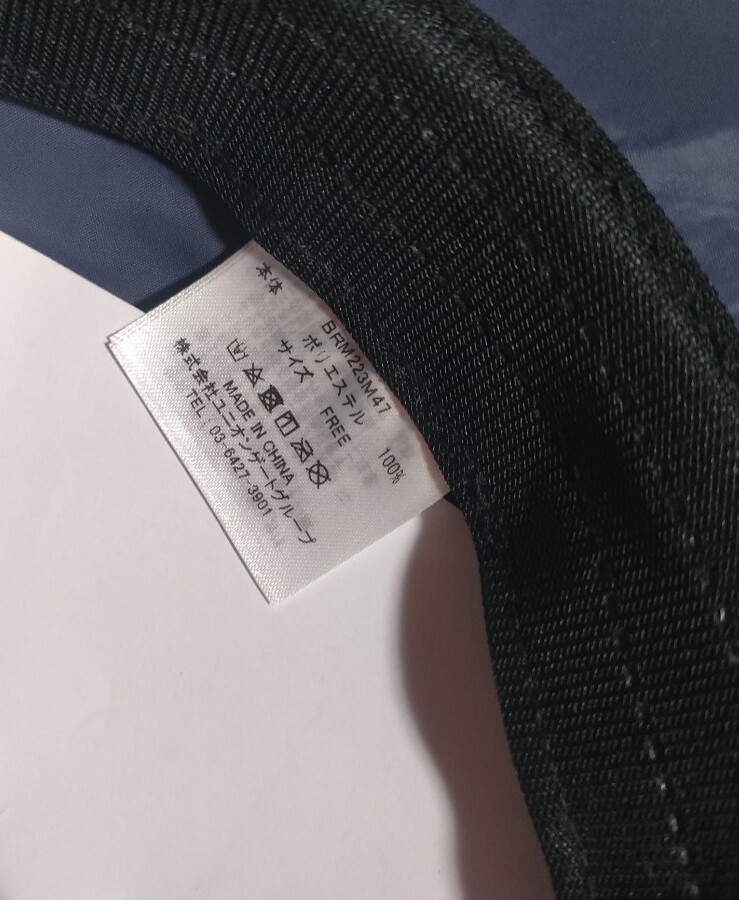 BRM223M47
本体 ポリエステル 100%
サイズ FREE
MADE IN CHINA
株式会社ユニオンゲートグループ
TEL : 03-6427-3901